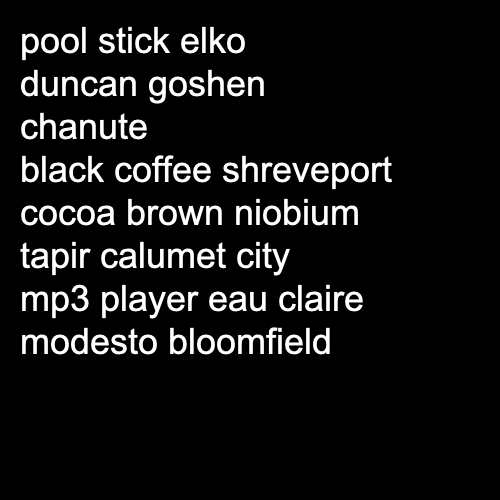 pool stick elko
duncan goshen
chanute
black coffee shreveport
cocoa brown niobium
tapir calumet city
mp3 player eau claire
modesto bloomfield